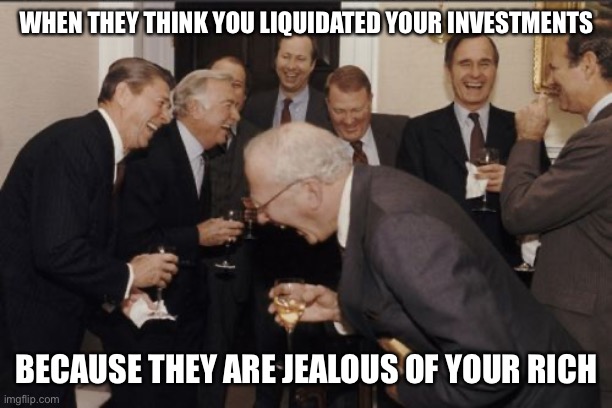 WHEN THEY THINK YOU LIQUIDATED YOUR INVESTMENTS
BECAUSE THEY ARE JEALOUS OF YOUR RICH
imgflip.com